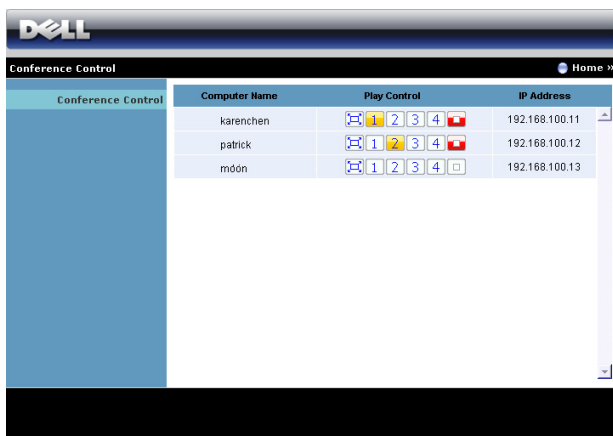 DELL
Conference Control
Home »
Conference Control
Computer Name Play Control IP Address
karenchen 1 2 3 4 192.168.100.11
patrick 1 2 3 4 192.168.100.12
móón 1 2 3 4 192.168.100.13